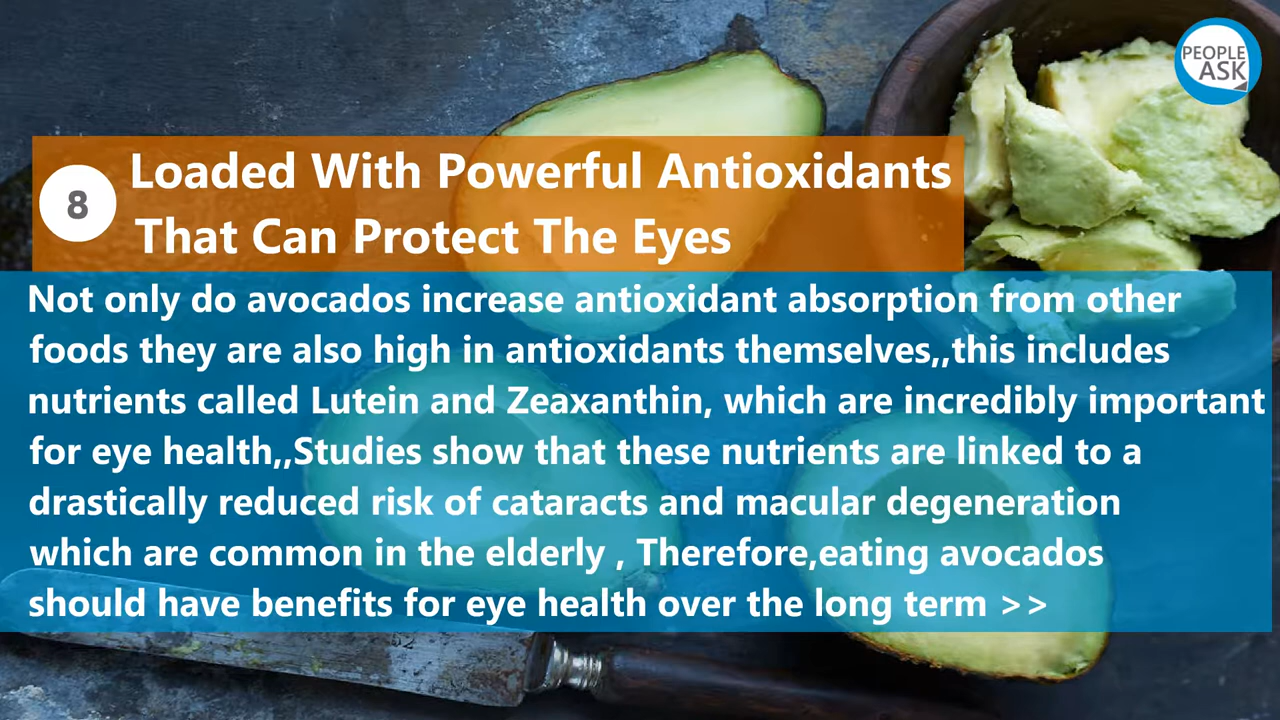 PEOPLE
ASK
8
Loaded With Powerful Antioxidants
That Can Protect The Eyes
Not only do avocados increase antioxidant absorption from other
foods they are also high in antioxidants themselves,,this includes
nutrients called Lutein and Zeaxanthin, which are incredibly important
for eye health,,Studies show that these nutrients are linked to a
drastically reduced risk of cataracts and macular degeneration
which are common in the elderly , Therefore,eating avocados
should have benefits for eye health over the long term >>